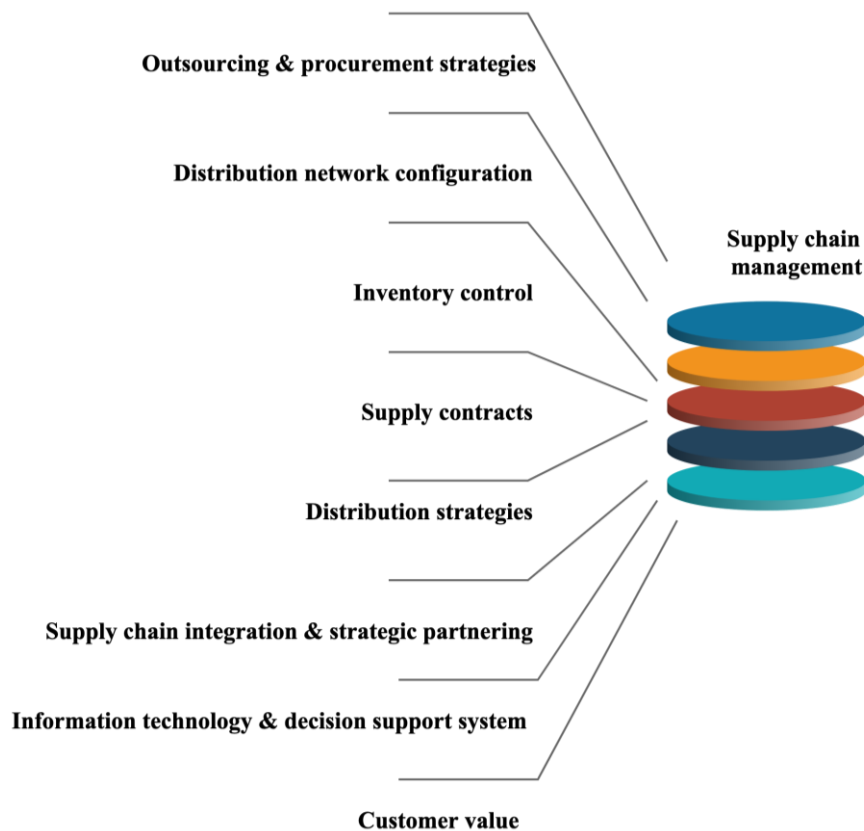 Outsourcing & procurement strategies
Distribution network configuration
Supply chain
management
Inventory control
Supply contracts
Distribution strategies
Supply chain integration & strategic partnering
Information technology & decision support system
Customer value